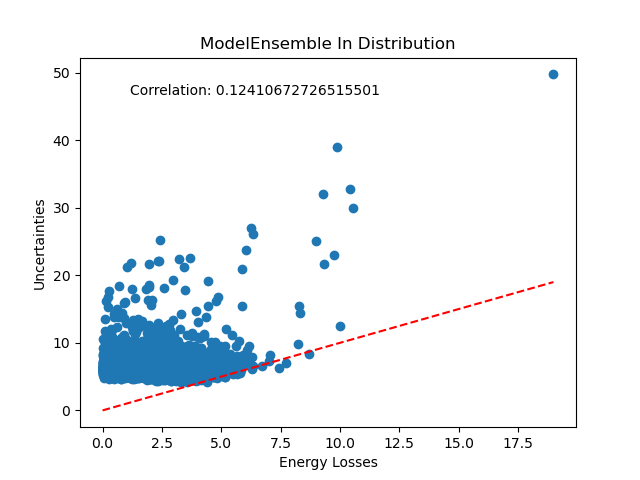 ModelEnsemble In Distribution
Correlation: 0.12410672726515501
Uncertainties
50
40
30
20
10
0
0.0 2.5 5.0 7.5 10.0 12.5 15.0 17.5
Energy Losses